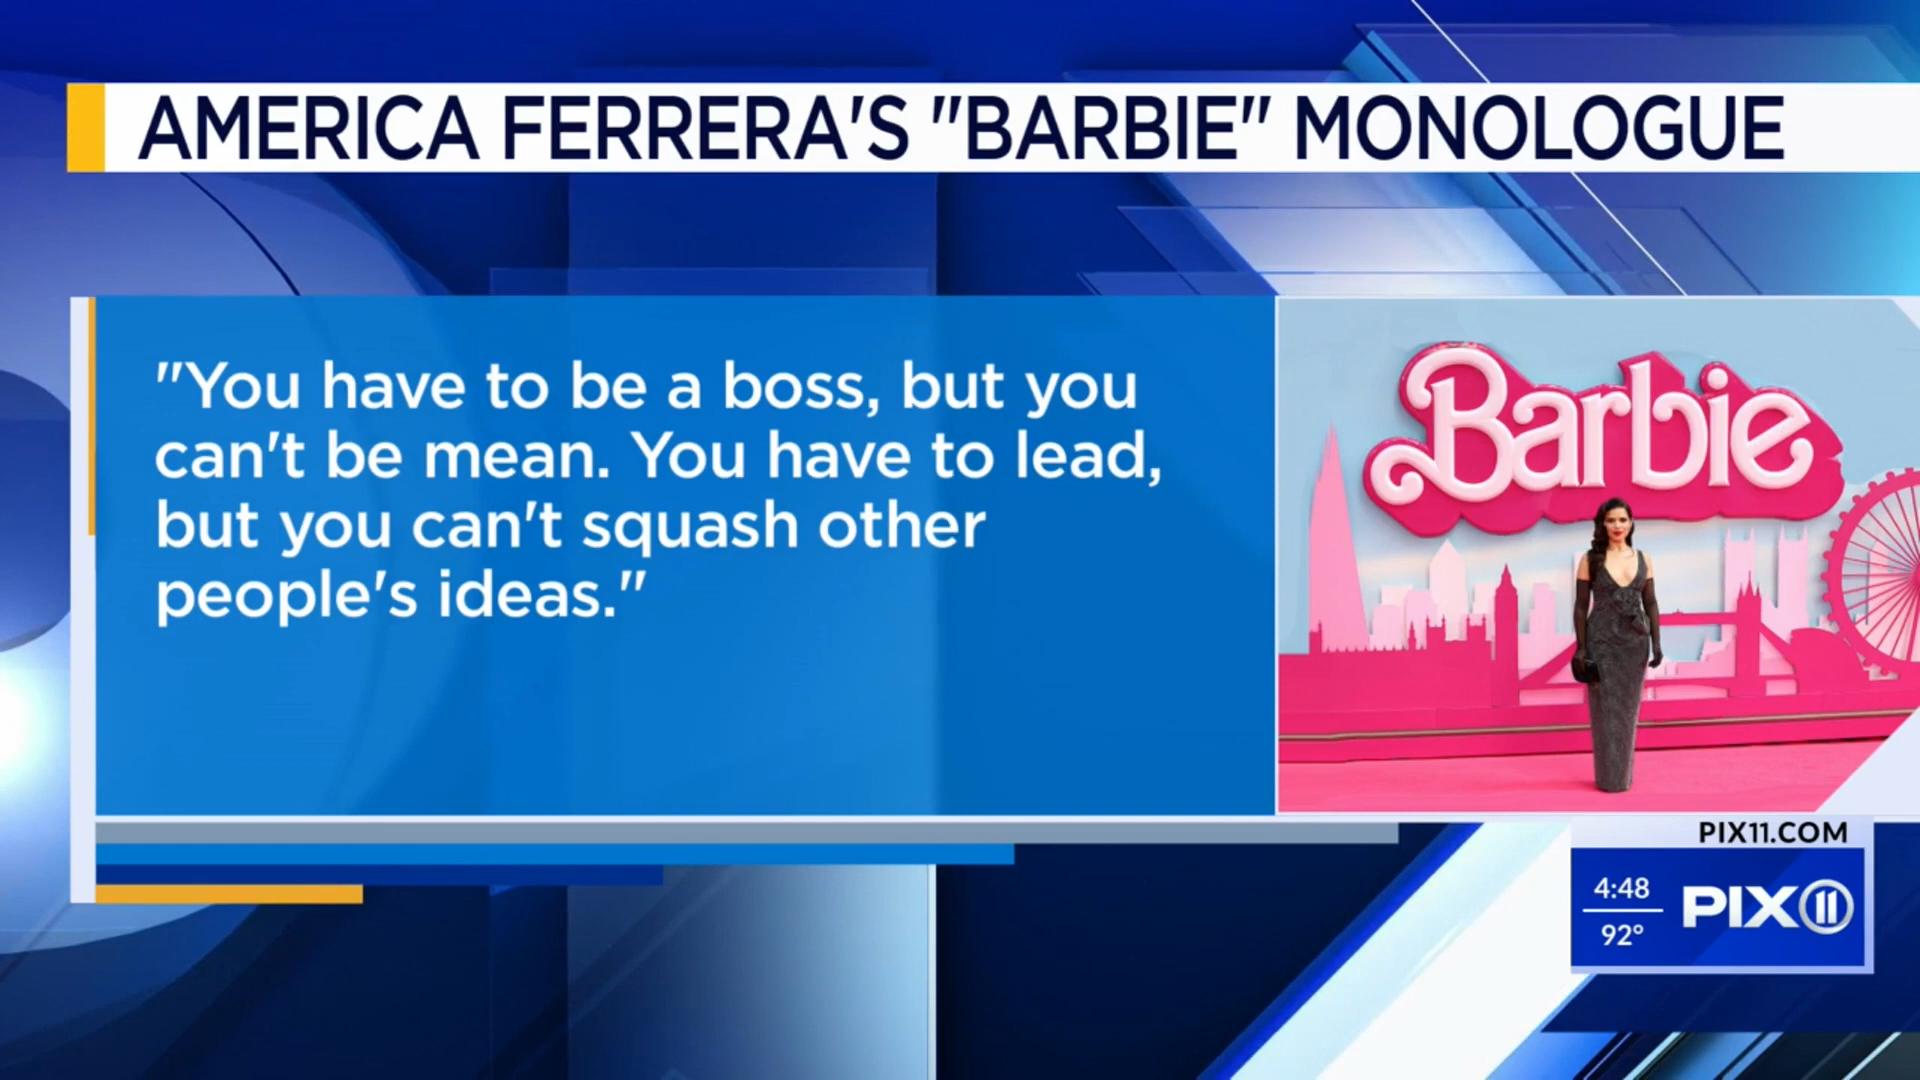 AMERICA FERRERA'S "BARBIE" MONOLOGUE
"You have to be a boss, but you
can't be mean. You have to lead,
but you can't squash other
people's ideas."
Barbie
PIX11.COM
4:48
92°
PIX11